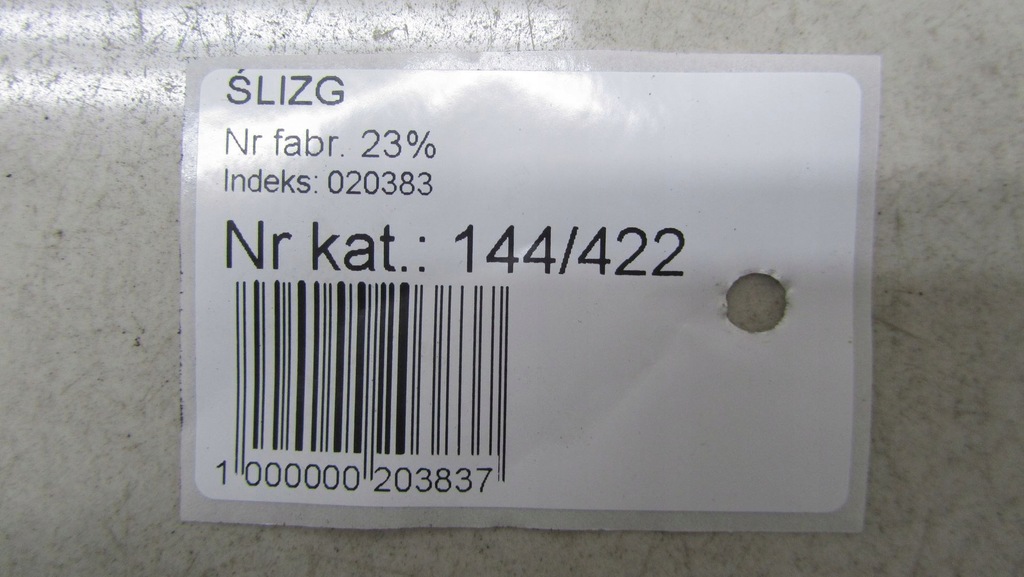 ŚLIZG
Nr fabr. 23%
Indeks: 020383
Nr kat.: 144/422
1 000000 203837